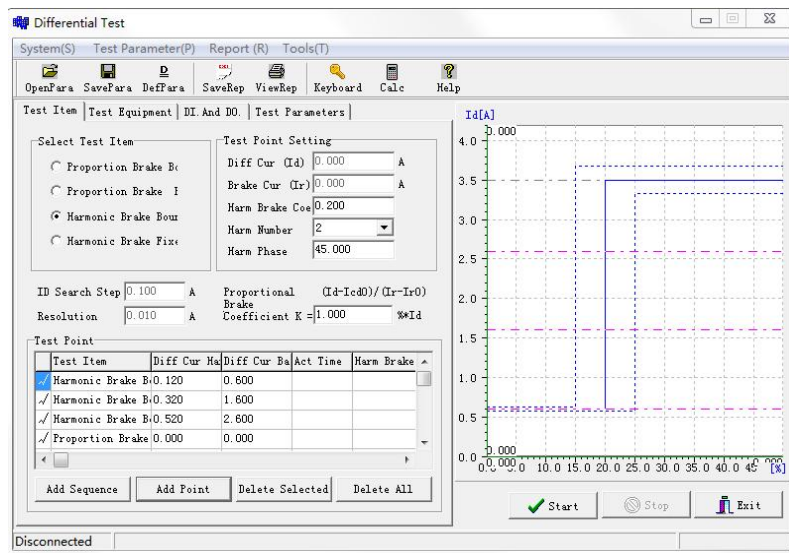 Differential Test
System(S) Test Parameter(P) Report (R) Tools(T)
OpenPara SavePara DefPara SaveRep ViewRep Keyboard Calc Help
Test Item Test Equipment DI.And DO. Test Parameters
Select Test Item
Proportion Brake Bo
Proportion Brake F
Harmonic Brake Boun
Harmonic Brake Fixe
Test Point Setting
Diff Cur (Id) 0.000 A
Brake Cur (Ir) 0.000 A
Harm Brake Coe 0.200
Harm Number 2
Harm Phase 45.000
ID Search Step 0.100 A
Resolution 0.010 A
Proportional (Id-Icd0)/(Ir-Ir0)
Brake
Coefficient K = 1.000 %*Id
Test Point
Test Item Diff Cur Ha Diff Cur Ba Act Time Harm Brake
Harmonic Brake B 0.120 0.600
Harmonic Brake B 0.320 1.600
Harmonic Brake B 0.520 2.600
Proportion Brake 0.000 0.000
Add Sequence Add Point Delete Selected Delete All
Id[A]
0.000
4.0
3.5
3.0
2.5
2.0
1.5
1.0
0.5
0.000
0.0
10.0 15.0 20.0 25.0 30.0 35.0 40.0 45 [%]
Start Stop Exit
Disconnected